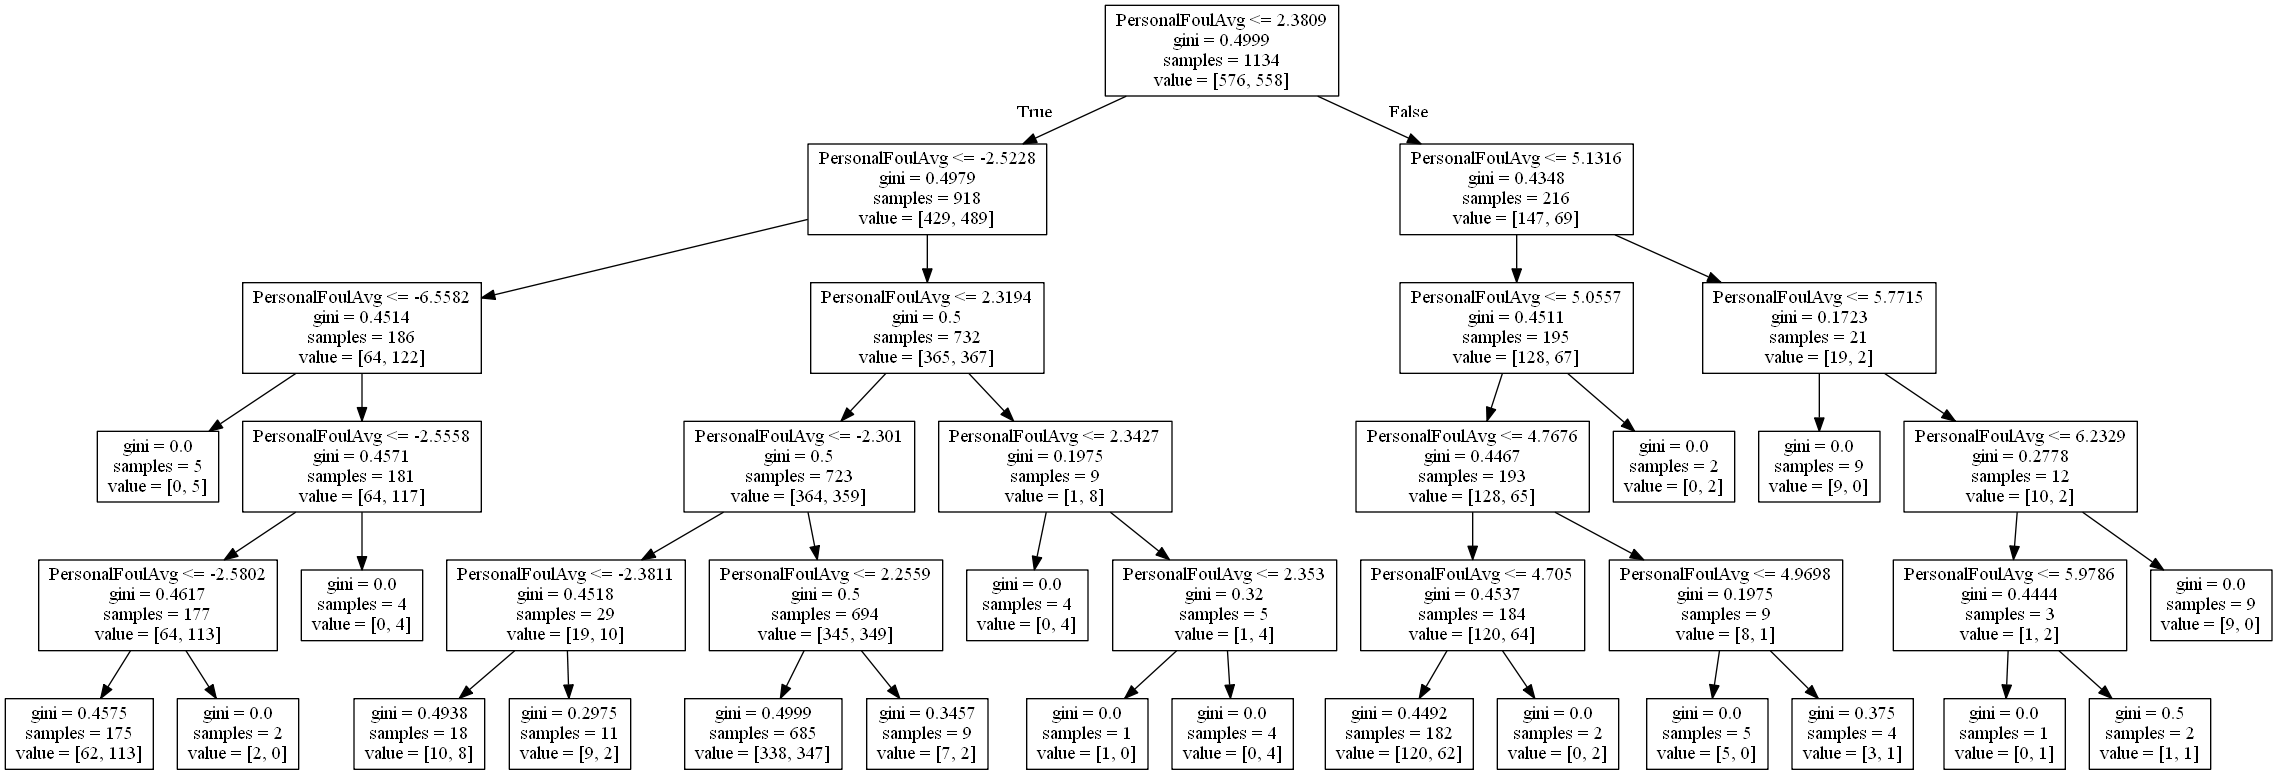 PersonalFoulAvg <= 2.3809
gini = 0.4999
samples = 1134
value = [576, 558]
True
False
PersonalFoulAvg <= -2.5228
gini = 0.4979
samples = 918
value = [429, 489]
PersonalFoulAvg <= 5.1316
gini = 0.4348
samples = 216
value = [147, 69]
PersonalFoulAvg <= -6.5582
gini = 0.4514
samples = 186
value = [64, 122]
PersonalFoulAvg <= 2.3194
gini = 0.5
samples = 732
value = [365, 367]
PersonalFoulAvg <= 5.0557
gini = 0.4511
samples = 195
value = [128, 67]
PersonalFoulAvg <= 5.7715
gini = 0.1723
samples = 21
value = [19, 2]
gini = 0.0
samples = 5
value = [0, 5]
PersonalFoulAvg <= -2.5558
gini = 0.4571
samples = 181
value = [64, 117]
PersonalFoulAvg <= -2.301
gini = 0.5
samples = 723
value = [364, 359]
PersonalFoulAvg <= 2.3427
gini = 0.1975
samples = 9
value = [1, 8]
PersonalFoulAvg <= 4.7676
gini = 0.4467
samples = 193
value = [128, 65]
gini = 0.0
samples = 2
value = [0, 2]
gini = 0.0
samples = 9
value = [9, 0]
PersonalFoulAvg <= 6.2329
gini = 0.2778
samples = 12
value = [10, 2]
PersonalFoulAvg <= -2.5802
gini = 0.4617
samples = 177
value = [64, 113]
gini = 0.0
samples = 4
value = [0, 4]
PersonalFoulAvg <= -2.3811
gini = 0.4518
samples = 29
value = [19, 10]
PersonalFoulAvg <= 2.2559
gini = 0.5
samples = 694
value = [345, 349]
gini = 0.0
samples = 4
value = [0, 4]
PersonalFoulAvg <= 2.353
gini = 0.32
samples = 5
value = [1, 4]
PersonalFoulAvg <= 4.705
gini = 0.4537
samples = 184
value = [120, 64]
PersonalFoulAvg <= 4.9698
gini = 0.1975
samples = 9
value = [8, 1]
PersonalFoulAvg <= 5.9786
gini = 0.4444
samples = 3
value = [1, 2]
gini = 0.0
samples = 9
value = [9, 0]
gini = 0.4575
samples = 175
value = [62, 113]
gini = 0.0
samples = 2
value = [2, 0]
gini = 0.4938
samples = 18
value = [10, 8]
gini = 0.2975
samples = 11
value = [9, 2]
gini = 0.4999
samples = 685
value = [338, 347]
gini = 0.3457
samples = 9
value = [7, 2]
gini = 0.0
samples = 1
value = [1, 0]
gini = 0.0
samples = 4
value = [0, 4]
gini = 0.4492
samples = 182
value = [120, 62]
gini = 0.0
samples = 2
value = [0, 2]
gini = 0.0
samples = 5
value = [5, 0]
gini = 0.375
samples = 4
value = [3, 1]
gini = 0.0
samples = 1
value = [0, 1]
gini = 0.5
samples = 2
value = [1, 1]